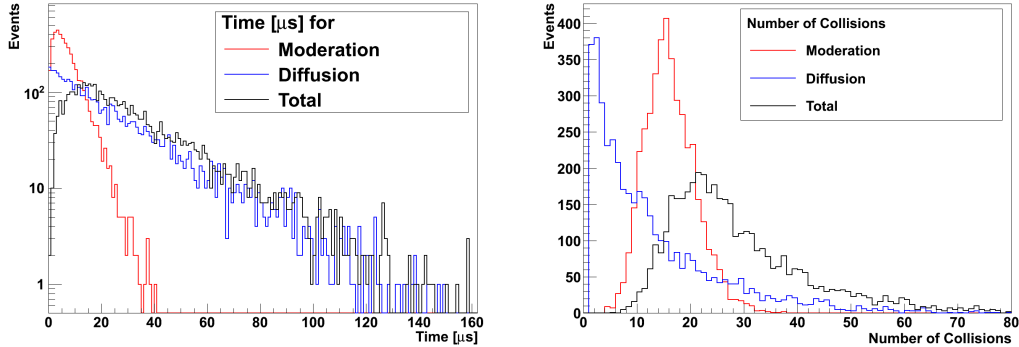 Events
Time [μs] for
Moderation
Diffusion
Total
10²
10
1
0 20 40 60 80 100 120 140 160
Time [μs]
Events
Number of Collisions
Moderation
Diffusion
Total
400
350
300
250
200
150
100
50
0
0 10 20 30 40 50 60 70 80
Number of Collisions